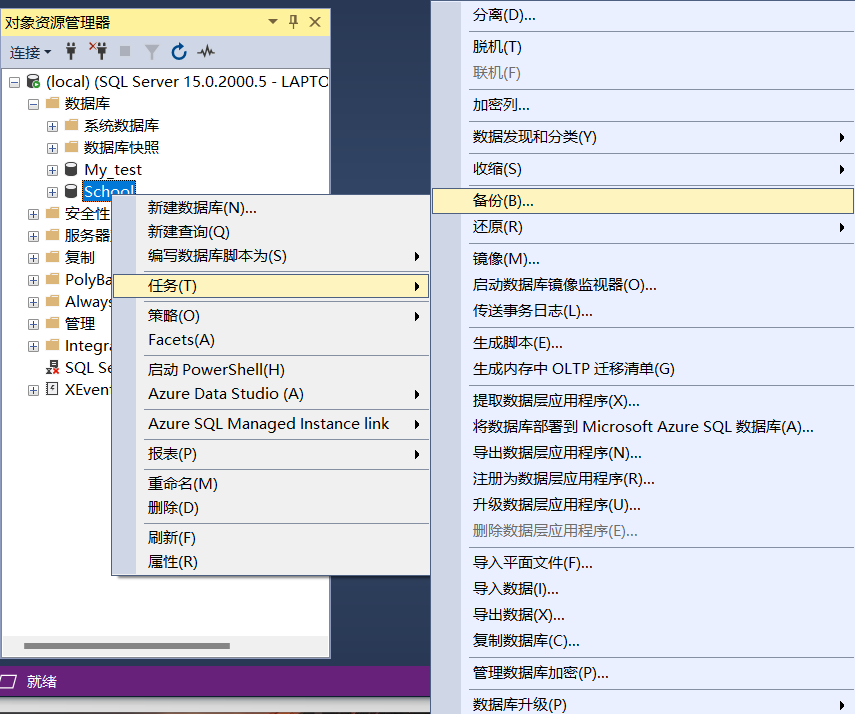 对象资源管理器
连接
(local) (SQL Server 15.0.2000.5 - LAPTO
数据库
系统数据库
数据库快照
My_test
School
安全性
服务器
复制
PolyBa
Always
管理
Integra
SQL Se
XEvent
就绪
新建数据库(N)...
新建查询(Q)
编写数据库脚本为(S)
任务(T)
策略(O)
Facets(A)
启动 PowerShell(H)
Azure Data Studio (A)
Azure SQL Managed Instance link
报表(P)
重命名(M)
删除(D)
刷新(F)
属性(R)
分离(D)...
脱机(T)
联机(F)
加密列...
数据发现和分类(Y)
收缩(S)
备份(B)...
还原(R)
镜像(M)...
启动数据库镜像监视器(O)...
传送事务日志(L)...
生成脚本(E)...
生成内存中 OLTP 迁移清单(G)
提取数据层应用程序(X)...
将数据库部署到 Microsoft Azure SQL 数据库(A)...
导出数据层应用程序(N)...
注册为数据层应用程序(R)...
升级数据层应用程序(U)...
删除数据层应用程序(E)...
导入平面文件(F)...
导入数据(I)...
导出数据(X)...
复制数据库(C)...
管理数据库加密(P)...
数据库升级(P)